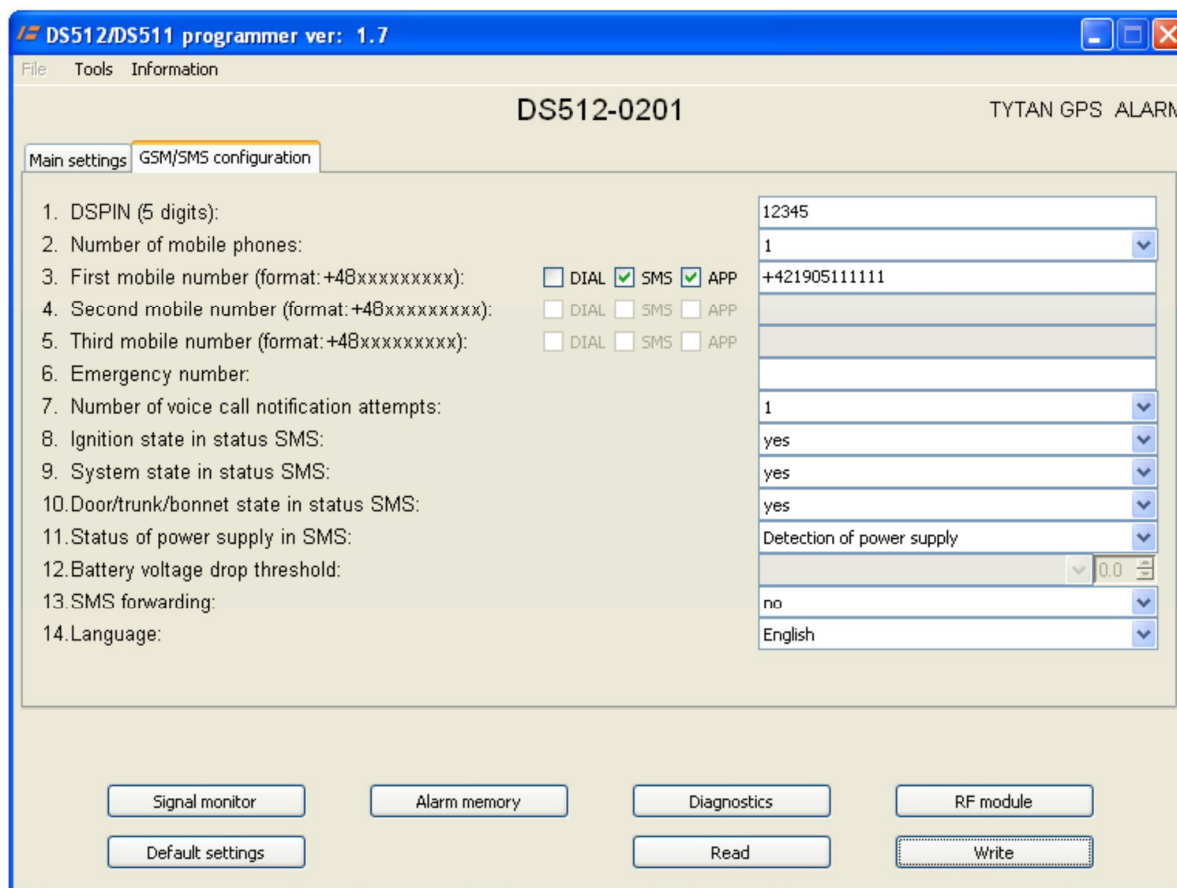 DS512/DS511 programmer ver: 1.7
File Tools Information
DS512-0201 TYTAN GPS ALARM
Main settings GSM/SMS configuration
1. DSPIN (5 digits): 12345
2. Number of mobile phones: 1
3. First mobile number (format:+48xxxxxxxxx): DIAL SMS APP +421905111111
4. Second mobile number (format:+48xxxxxxxxx): DIAL SMS APP
5. Third mobile number (format:+48xxxxxxxxx): DIAL SMS APP
6. Emergency number:
7. Number of voice call notification attempts: 1
8. Ignition state in status SMS: yes
9. System state in status SMS: yes
10.Door/trunk/bonnet state in status SMS: yes
11.Status of power supply in SMS: Detection of power supply
12.Battery voltage drop threshold: 0.0
13.SMS forwarding: no
14.Language: English
Signal monitor Alarm memory Diagnostics RF module
Default settings Read Write